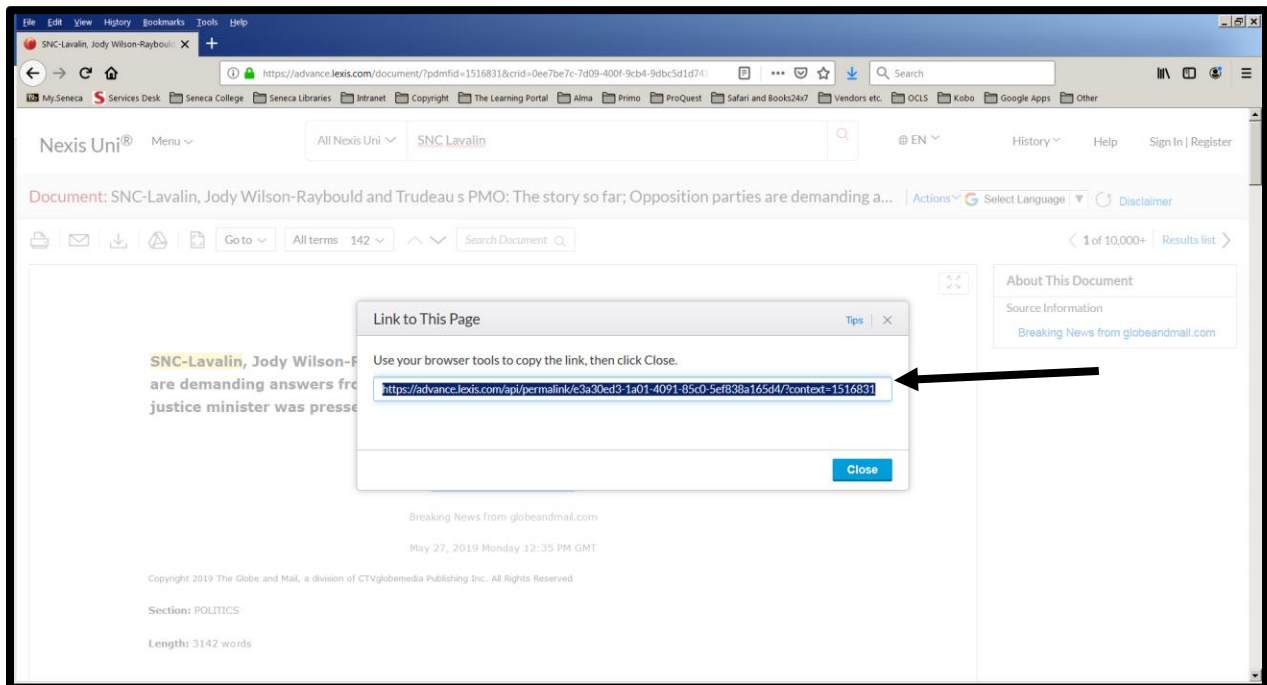 File Edit View History Bookmarks Tools Help
SNC-Lavalin, Jody Wilson-Raybould
https://advance.lexis.com/document/?pdmfid=1516831&crid=0ee7be7c-7d09-400f-9cb4-9dbc5d1d741 Search
My.Seneca Services Desk Seneca College Seneca Libraries Intranet Copyright The Learning Portal Alma Primo ProQuest Safari and Books24x7 Vendors etc. OCLS Kobo Google Apps Other
Nexis Uni® Menu All Nexis Uni SNC Lavalin EN History Help Sign In | Register
Document: SNC-Lavalin, Jody Wilson-Raybould and Trudeau s PMO: The story so far; Opposition parties are demanding a... Actions Select Language Disclaimer
Go to All terms 142 Search Document 1 of 10,000+ Results list
About This Document
Source Information
Breaking News from globeandmail.com
Link to This Page Tips
Use your browser tools to copy the link, then click Close.
https://advance.lexis.com/api/permalink/e3a30ed3-1a01-4091-85c0-5ef838a165d4/?context=1516831
Close
SNC-Lavalin, Jody Wilson-R
are demanding answers fro
justice minister was presse
Breaking News from globeandmail.com
May 27, 2019 Monday 12:35 PM GMT
Copyright 2019 The Globe and Mail, a division of CTVglobemedia Publishing Inc.. All Rights Reserved
Section: POLITICS
Length: 3142 words